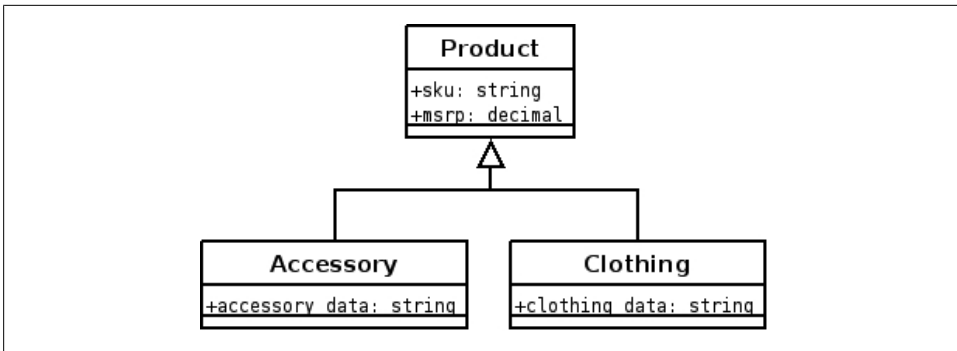 Product
+sku: string
+msrp: decimal
Accessory
+accessory_data: string
Clothing
+clothing_data: string